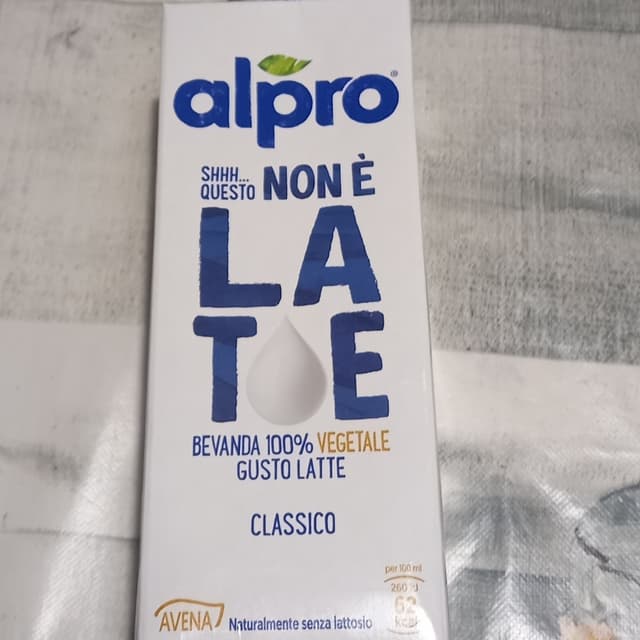 alpro®
SHHH...
QUESTO NON È
LA
T E
BEVANDA 100% VEGETALE
GUSTO LATTE
CLASSICO
per 100 ml
62
kcal
AVENA Naturalmente senza lattosio